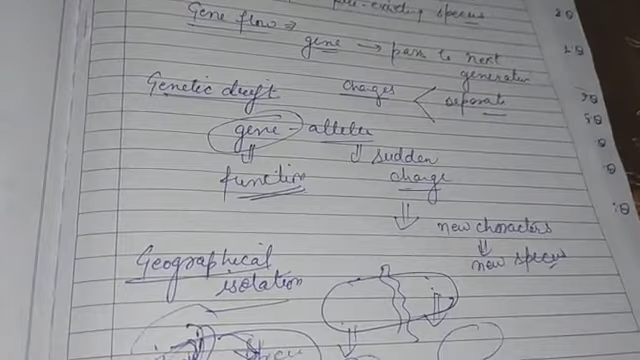 pre-existing species
Gene flow ⇒
gene → pass to next
generation
Genetic drift changes
separate
gene - allele
⇓ ⇓ sudden
function change
⇓ new characters
⇓
new species
Geographical
isolation